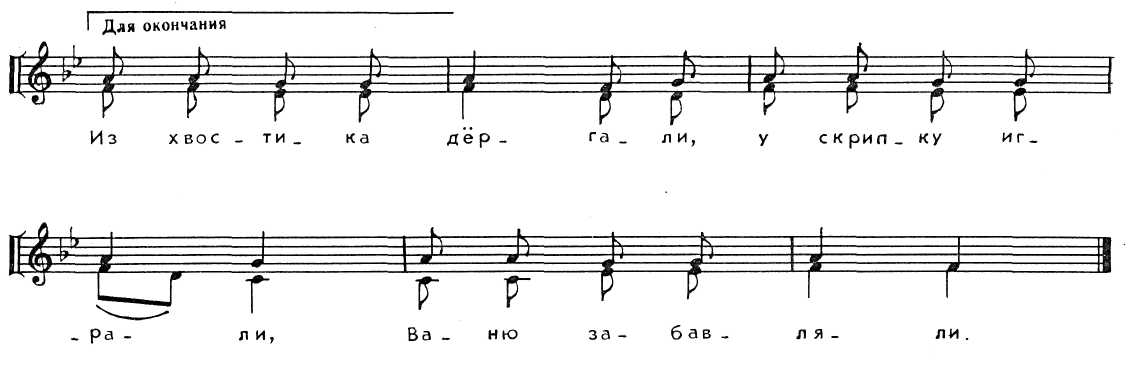 Для окончания
Из хвос - ти - ка дёр - га - ли, у скрип - ку иг -
- ра - ли, Ва - ню за - бав - ля - ли.